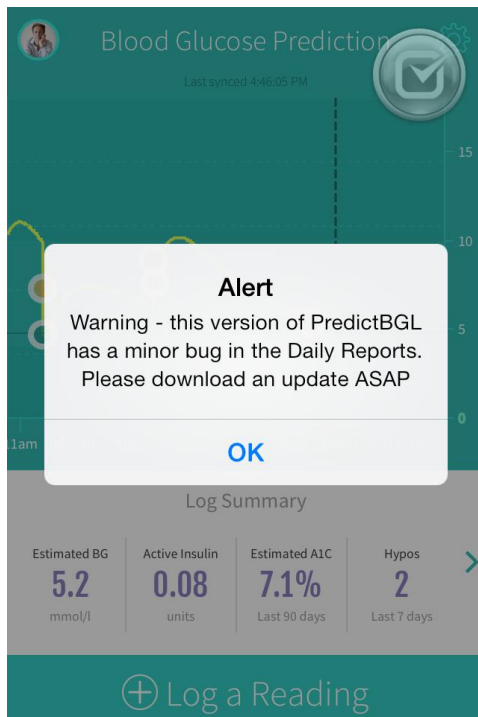 Blood Glucose Prediction
Last synced 4:46:05 PM
15
10
Alert
Warning - this version of PredictBGL
has a minor bug in the Daily Reports.
Please download an update ASAP
5
0
11am
OK
Log Summary
Estimated BG Active Insulin Estimated A1C Hypos
5.2 0.08 7.1% 2
mmol/l units Last 90 days Last 7 days
Log a Reading